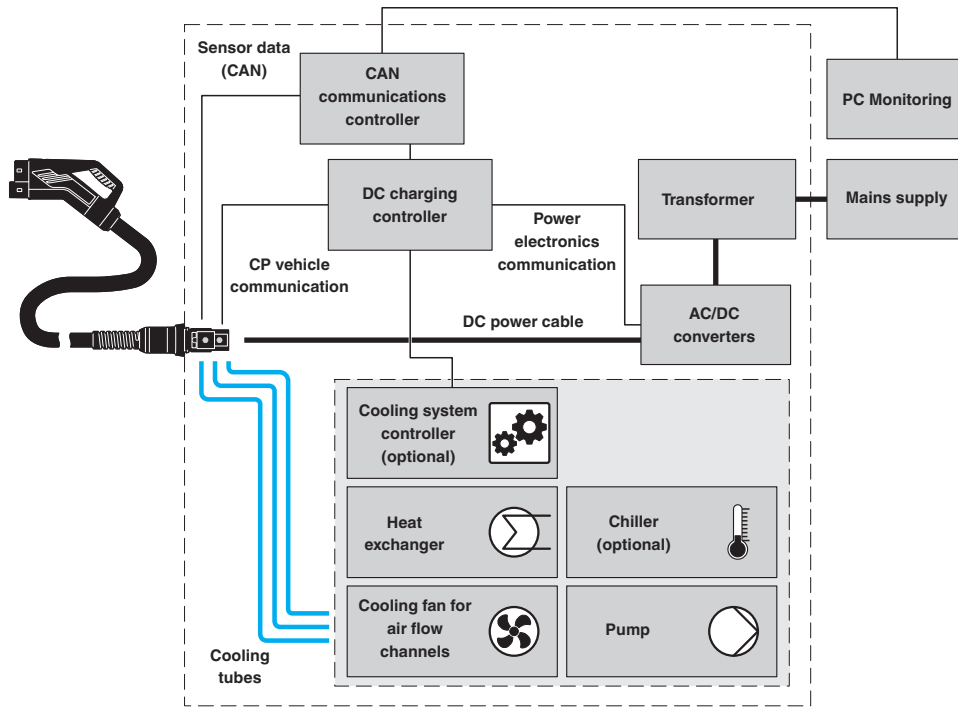 Sensor data
(CAN)
CAN
communications
controller
PC Monitoring
DC charging
controller
Transformer
Mains supply
Power
electronics
communication
CP vehicle
communication
DC power cable
AC/DC
converters
Cooling system
controller
(optional)
Heat
exchanger
Chiller
(optional)
Cooling fan for
air flow
channels
Pump
Cooling
tubes